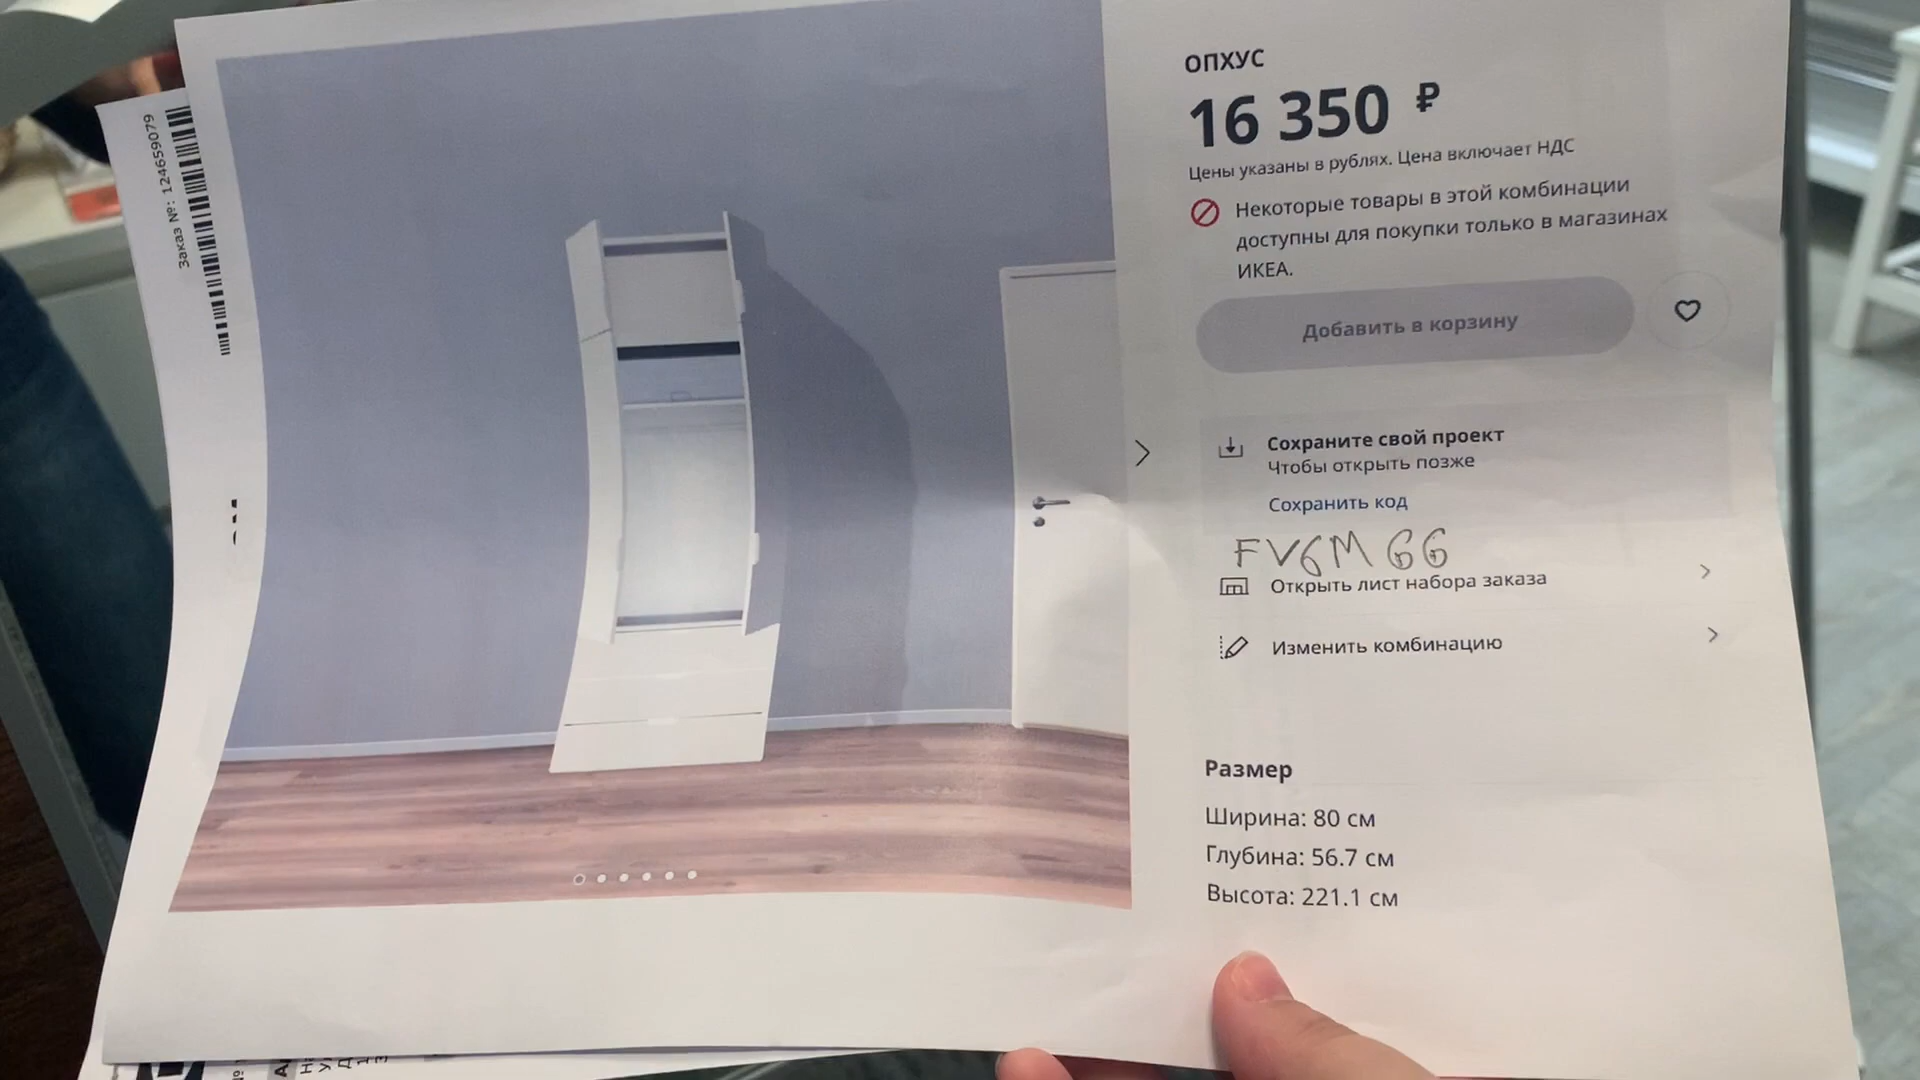 Заказ №: 124659079
ОПХУС
16 350 ₽
Цены указаны в рублях. Цена включает НДС
Некоторые товары в этой комбинации
доступны для покупки только в магазинах
ИКЕА.
Добавить в корзину
Сохраните свой проект
Чтобы открыть позже
Сохранить код
FV6M66
Открыть лист набора заказа
Изменить комбинацию
Размер
Ширина: 80 см
Глубина: 56.7 см
Высота: 221.1 см